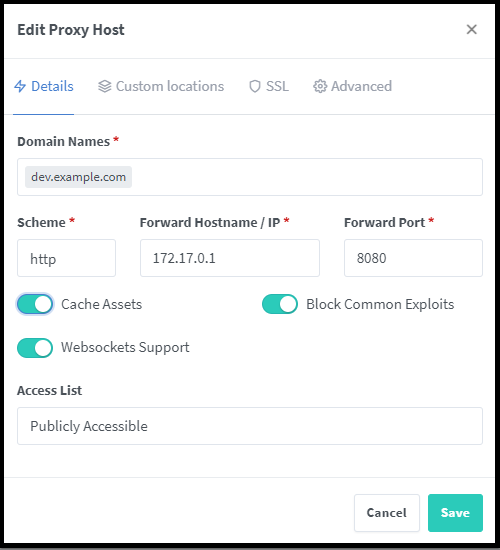 Edit Proxy Host
Details Custom locations SSL Advanced
Domain Names *
dev.example.com
Scheme * Forward Hostname / IP * Forward Port *
http 172.17.0.1 8080
Cache Assets Block Common Exploits
Websockets Support
Access List
Publicly Accessible
Cancel Save